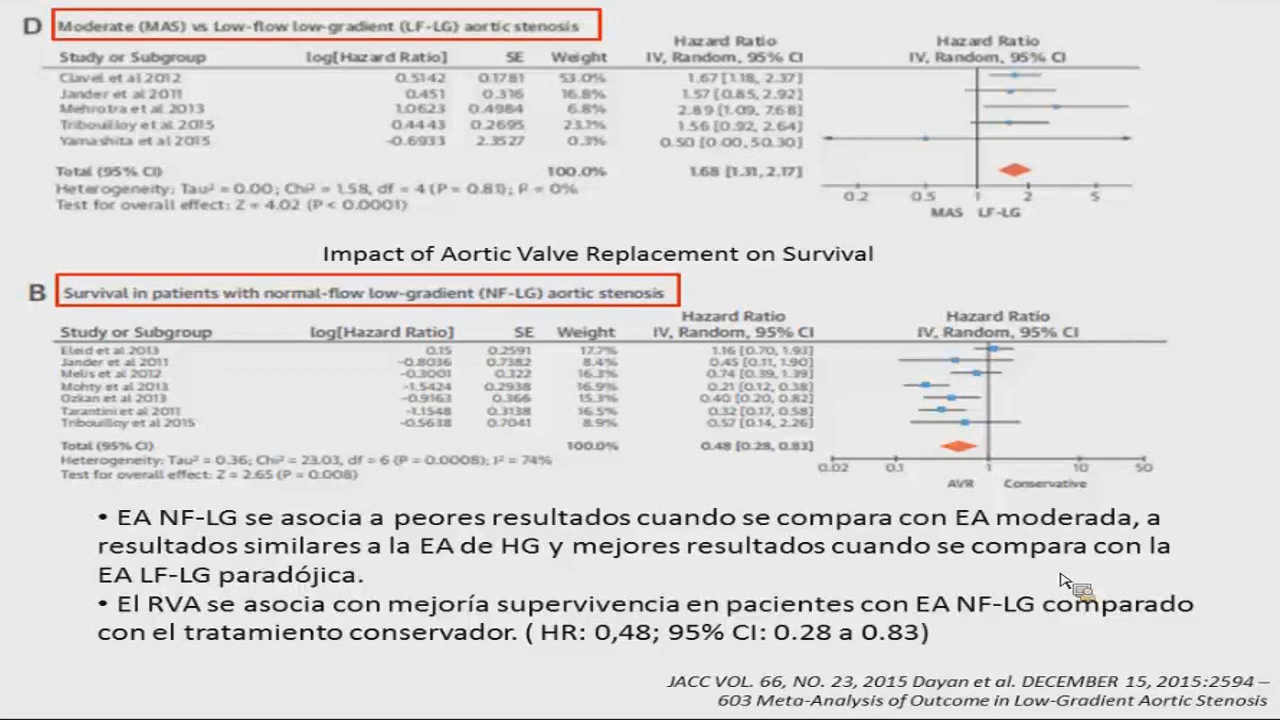 D Moderate (MAS) vs Low-flow low-gradient (LF-LG) aortic stenosis
Hazard Ratio Hazard Ratio
Study or Subgroup log[Hazard Ratio] SE Weight IV, Random, 95% CI IV, Random, 95% CI
Clavel et al 2012 0.5142 0.1781 53.0% 1.67 [1.18, 2.37]
Jander et al 2011 0.451 0.316 16.8% 1.57 [0.85, 2.92]
Mehrotra et al 2013 1.0623 0.4984 6.8% 2.89 [1.09, 7.68]
Tribouilloy et al 2015 0.4443 0.2695 23.1% 1.56 [0.92, 2.64]
Yamashita et al 2015 -0.6933 2.3527 0.3% 0.50 [0.00, 50.30]
Total (95% CI) 100.0% 1.68 [1.31, 2.17]
Heterogeneity: Tau² = 0.00; Chi² = 1.58, df = 4 (P = 0.81); I² = 0%
Test for overall effect: Z = 4.02 (P < 0.0001)
0.2 0.5 1 2 5
MAS LF-LG
Impact of Aortic Valve Replacement on Survival
B Survival in patients with normal-flow low-gradient (NF-LG) aortic stenosis
Hazard Ratio Hazard Ratio
Study or Subgroup log[Hazard Ratio] SE Weight IV, Random, 95% CI IV, Random, 95% CI
Eleid et al 2013 0.15 0.2591 17.7% 1.16 [0.70, 1.93]
Jander et al 2011 -0.8036 0.7382 8.4% 0.45 [0.11, 1.90]
Melis et al 2012 -0.3001 0.322 16.3% 0.74 [0.39, 1.39]
Mohty et al 2013 -1.5424 0.2938 16.9% 0.21 [0.12, 0.38]
Ozkan et al 2013 -0.9163 0.366 15.3% 0.40 [0.20, 0.82]
Tarantini et al 2011 -1.1548 0.3138 16.5% 0.32 [0.17, 0.58]
Tribouilloy et al 2015 -0.5638 0.7041 8.9% 0.57 [0.14, 2.26]
Total (95% CI) 100.0% 0.48 [0.28, 0.83]
Heterogeneity: Tau² = 0.36; Chi² = 23.03, df = 6 (P = 0.0008); I² = 74%
Test for overall effect: Z = 2.65 (P = 0.008)
0.02 0.1 1 10 50
AVR Conservative
• EA NF-LG se asocia a peores resultados cuando se compara con EA moderada, a
resultados similares a la EA de HG y mejores resultados cuando se compara con la
EA LF-LG paradójica.
• El RVA se asocia con mejoría supervivencia en pacientes con EA NF-LG comparado
con el tratamiento conservador. ( HR: 0,48; 95% CI: 0.28 a 0.83)
JACC VOL. 66, NO. 23, 2015 Dayan et al. DECEMBER 15, 2015:2594 –
603 Meta-Analysis of Outcome in Low-Gradient Aortic Stenosis